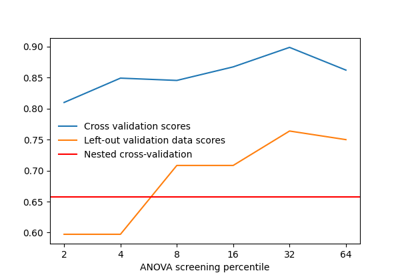 0.90
0.85
0.80
0.75
0.70
0.65
0.60
Cross validation scores
Left-out validation data scores
Nested cross-validation
2 4 8 16 32 64
ANOVA screening percentile